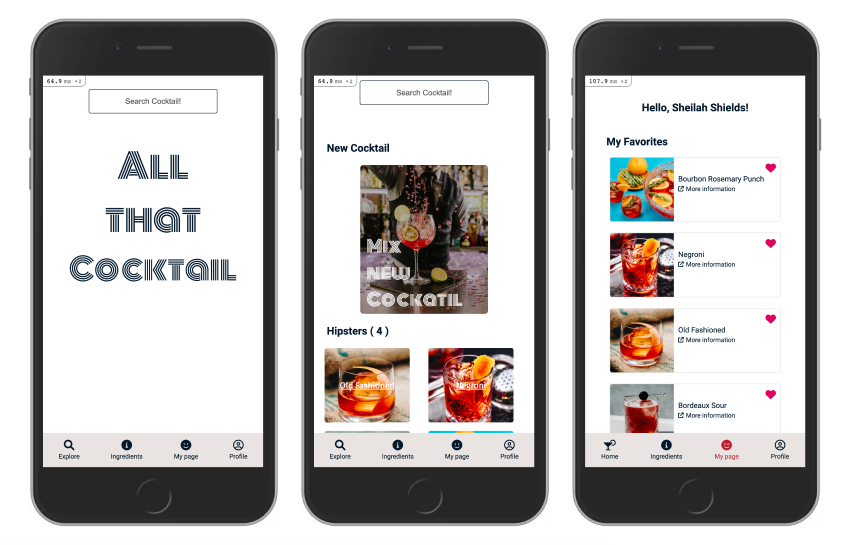 64.9 ms ×2
Search Cocktail!
ALL
THAT
COCKTAIL
Explore
Ingredients
My page
Profile
64.9 ms ×2
Search Cocktail!
New Cocktail
MIX
NEW
COCKATIL
Hipsters ( 4 )
Old Fashioned
Negroni
Explore
Ingredients
My page
Profile
107.9 ms ×2
Hello, Sheilah Shields!
My Favorites
Bourbon Rosemary Punch
More information
Negroni
More information
Old Fashioned
More information
Bordeaux Sour
More information
Home
Ingredients
My page
Profile